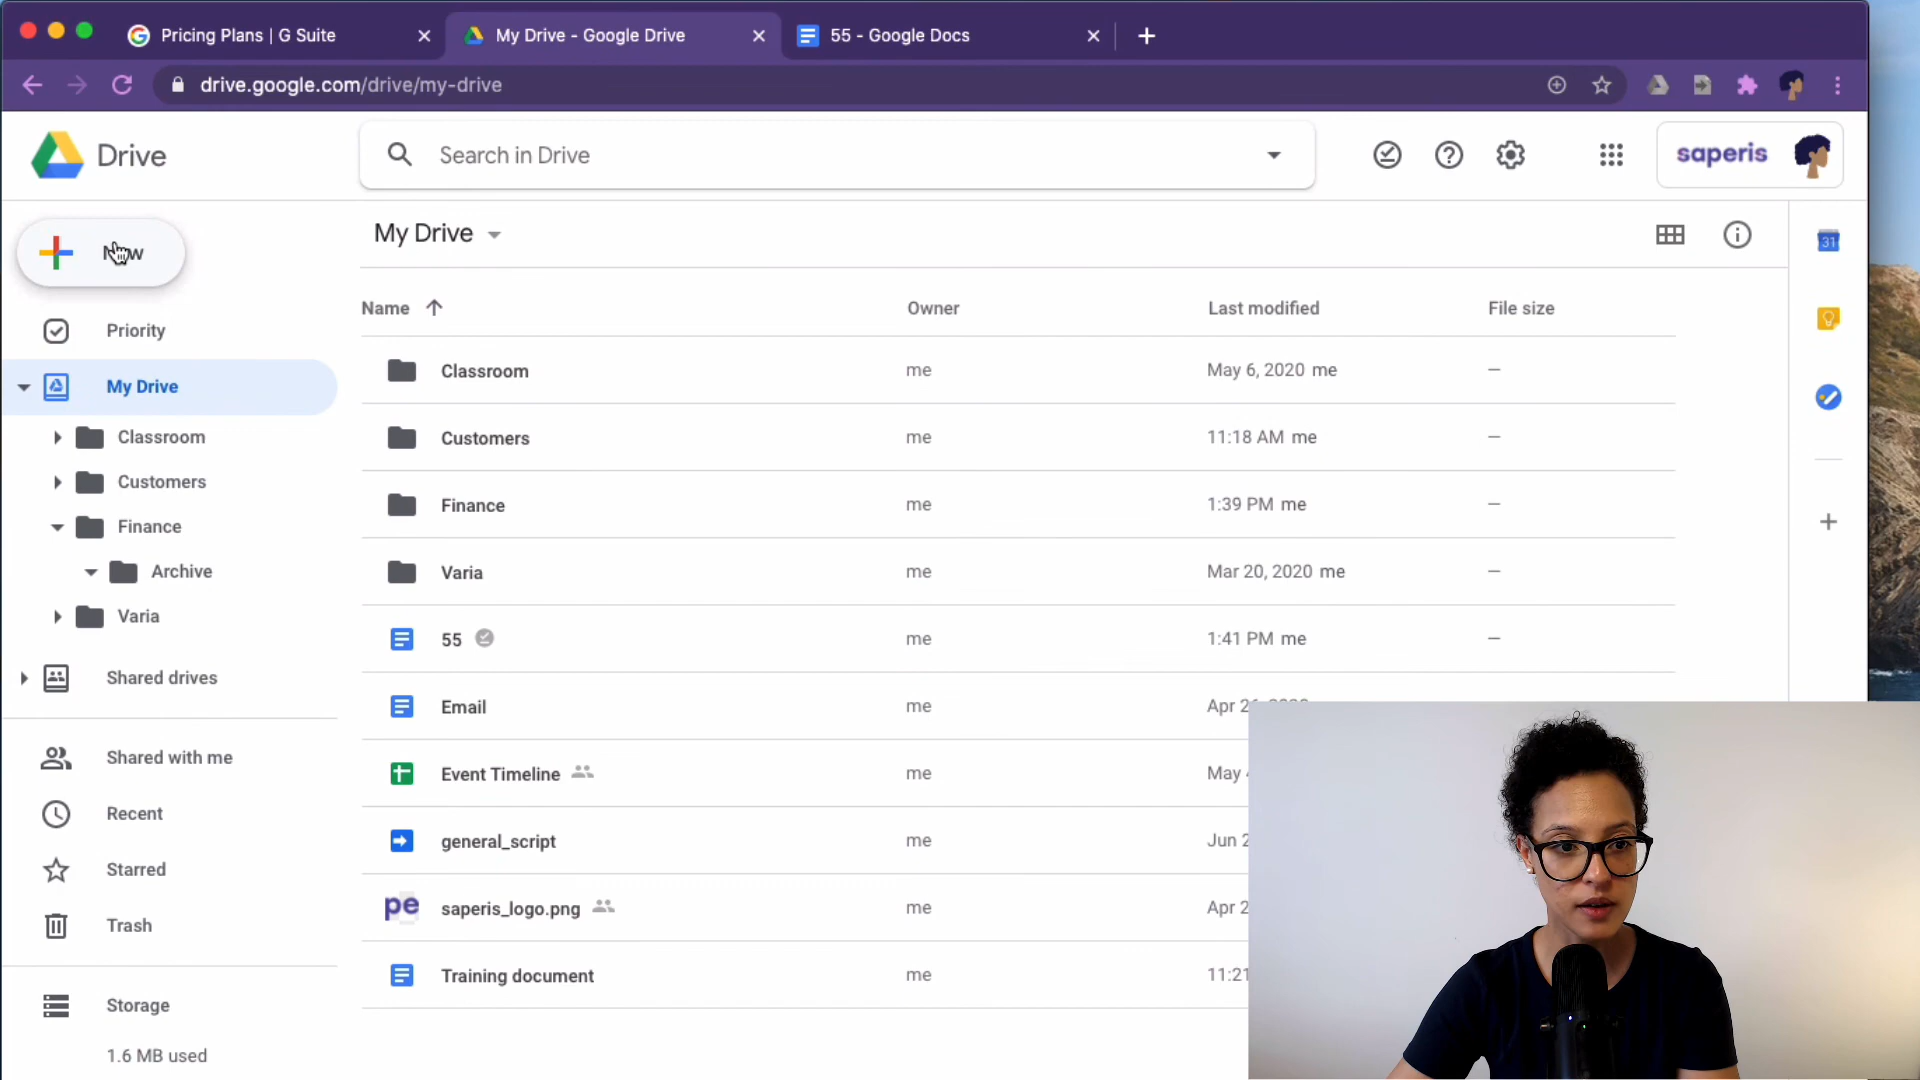 Pricing Plans | G Suite
My Drive - Google Drive
55 - Google Docs
drive.google.com/drive/my-drive
Drive
Search in Drive
saperis
New
My Drive
31
Name
Owner
Last modified
File size
Priority
My Drive
Classroom
Customers
Finance
Archive
Varia
Shared drives
Shared with me
Recent
Starred
Trash
Storage
1.6 MB used
Classroom me May 6, 2020 me —
Customers me 11:18 AM me —
Finance me 1:39 PM me —
Varia me Mar 20, 2020 me —
55 me 1:41 PM me —
Email me Apr
Event Timeline me May
general_script me Jun
pe saperis_logo.png me Apr
Training document me 11:21